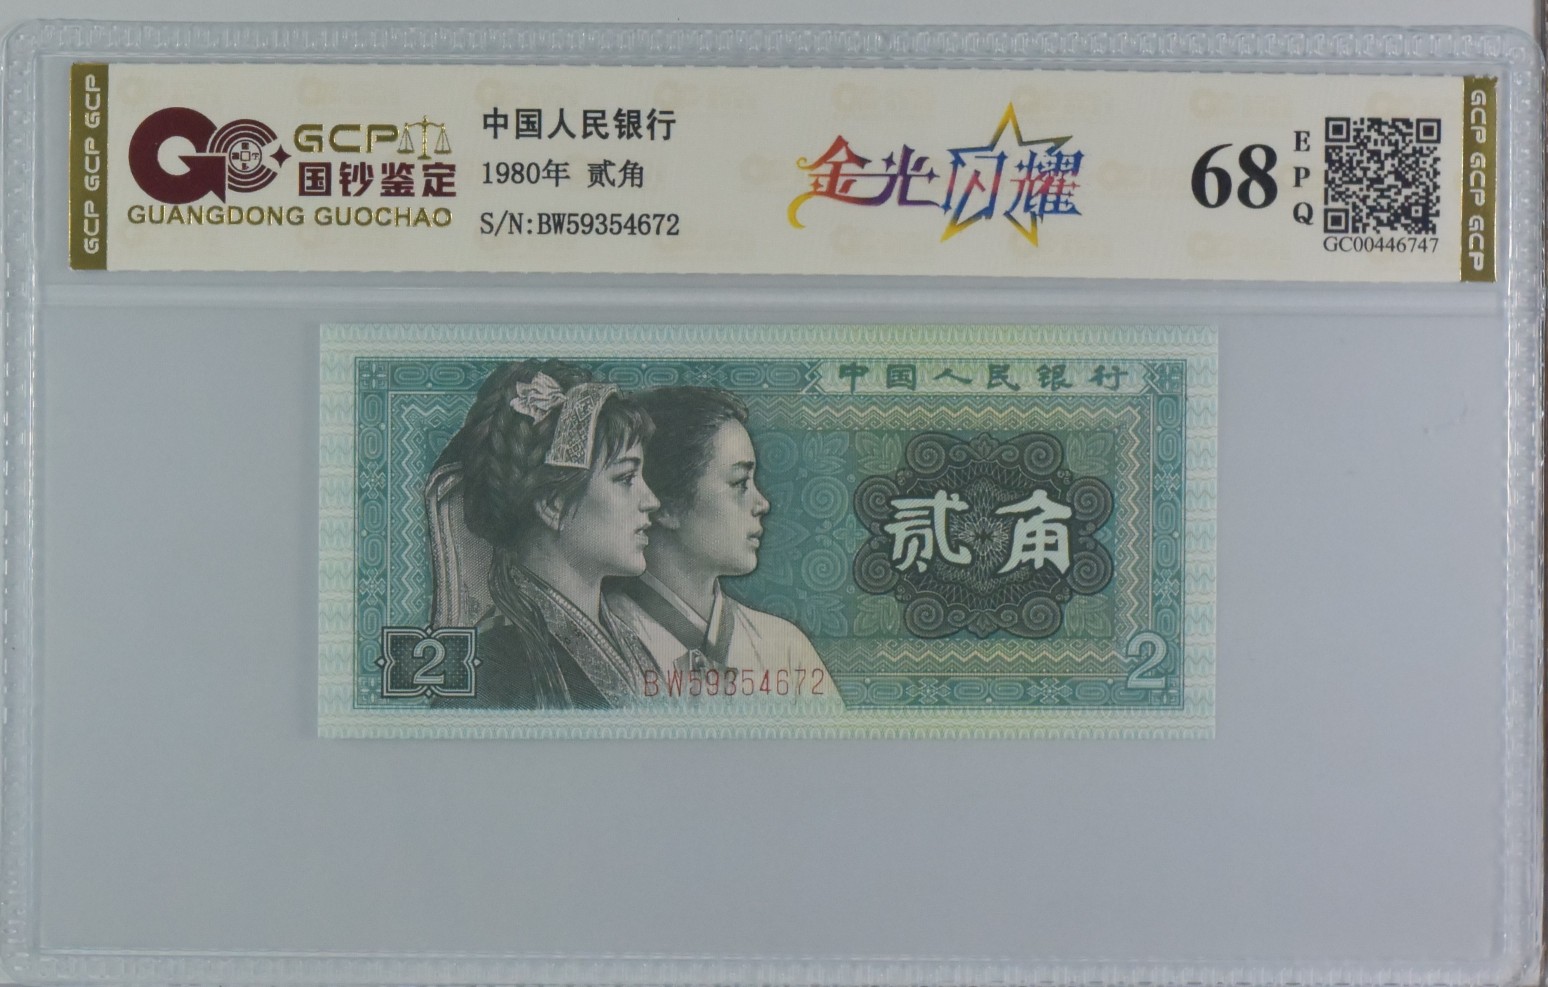 GCP GCP GCP
GCP
国钞鉴定
GUANGDONG GUOCHAO
中国人民银行
1980年 贰角
S/N:BW59354672
金光闪耀
68
EPQ
GC00446747
GCP GCP GCP
中国人民银行
贰角
2
2
BW59354672